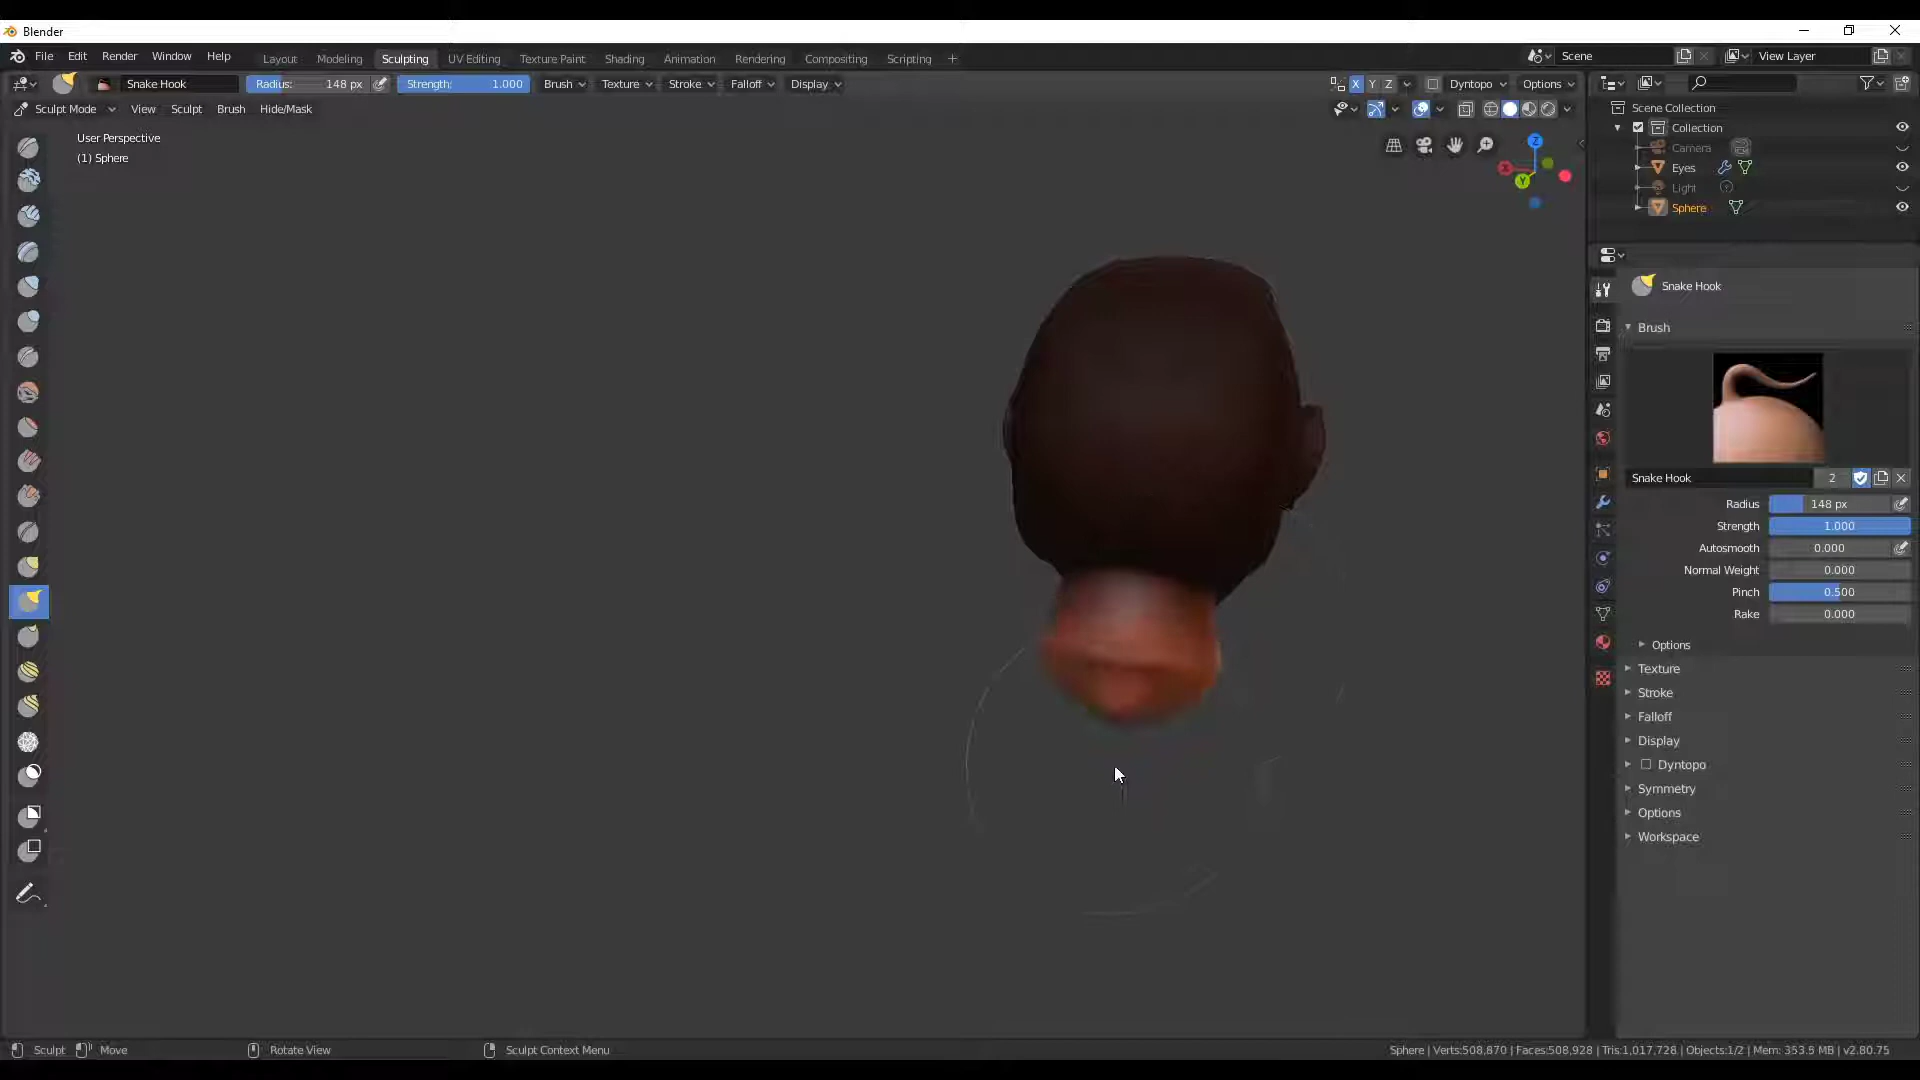 Blender
File Edit Render Window Help Layout Modeling Sculpting UV Editing Texture Paint Shading Animation Rendering Compositing Scripting + Scene View Layer
Snake Hook Radius: 148 px Strength: 1.000 Brush Texture Stroke Falloff Display X Y Z Dyntopo Options
Sculpt Mode View Sculpt Brush Hide/Mask
User Perspective
(1) Sphere
Z
X
Y
Scene Collection
Collection
Camera
Eyes
Light
Sphere
Snake Hook
Brush
Snake Hook 2
Radius 148 px
Strength 1.000
Autosmooth 0.000
Normal Weight 0.000
Pinch 0.500
Rake 0.000
Options
Texture
Stroke
Falloff
Display
Dyntopo
Symmetry
Options
Workspace
Sculpt Move Rotate View Sculpt Context Menu Sphere | Verts:508,870 | Faces:508,928 | Tris:1,017,728 | Objects:1/2 | Mem: 353.5 MB | v2.80.75